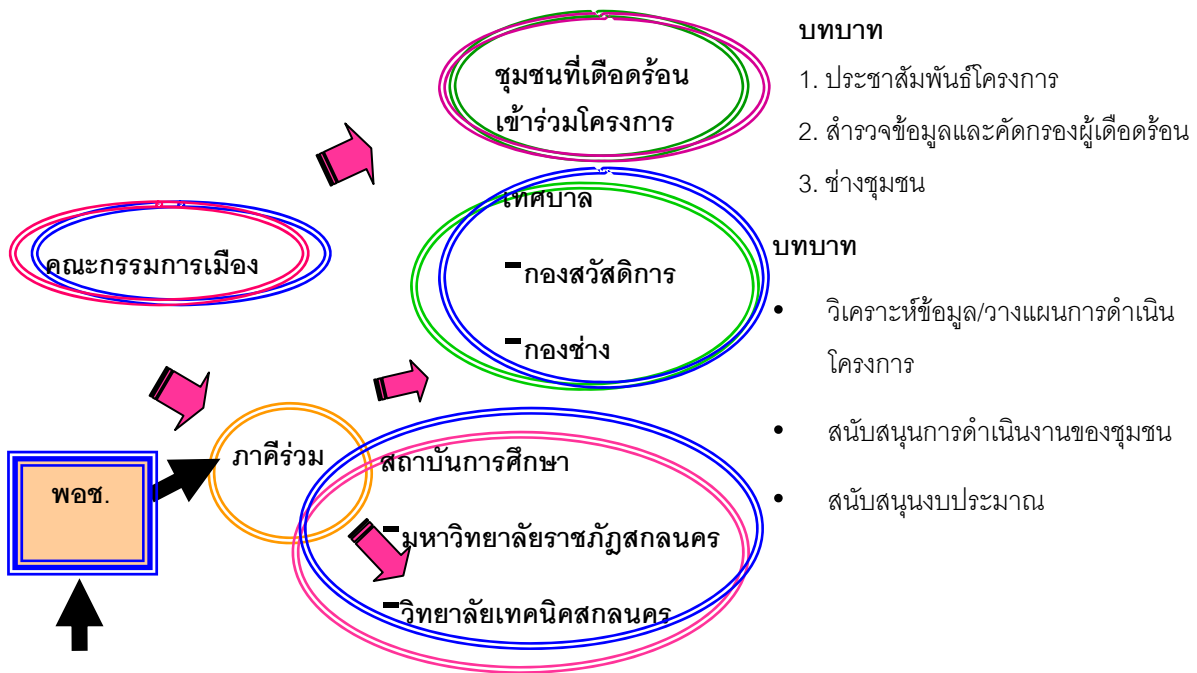 ชุมชนที่เดือดร้อน
เข้าร่วมโครงการ
บทบาท
1. ประชาสัมพันธ์โครงการ
2. สำรวจข้อมูลและคัดกรองผู้เดือดร้อน
3. ช่างชุมชน
คณะกรรมการเมือง
เทศบาล
-กองสวัสดิการ
-กองช่าง
บทบาท
• วิเคราะห์ข้อมูล/วางแผนการดำเนิน
โครงการ
• สนับสนุนการดำเนินงานของชุมชน
• สนับสนุนงบประมาณ
พอช.
ภาคีร่วม
สถาบันการศึกษา
-มหาวิทยาลัยราชภัฏสกลนคร
-วิทยาลัยเทคนิคสกลนคร